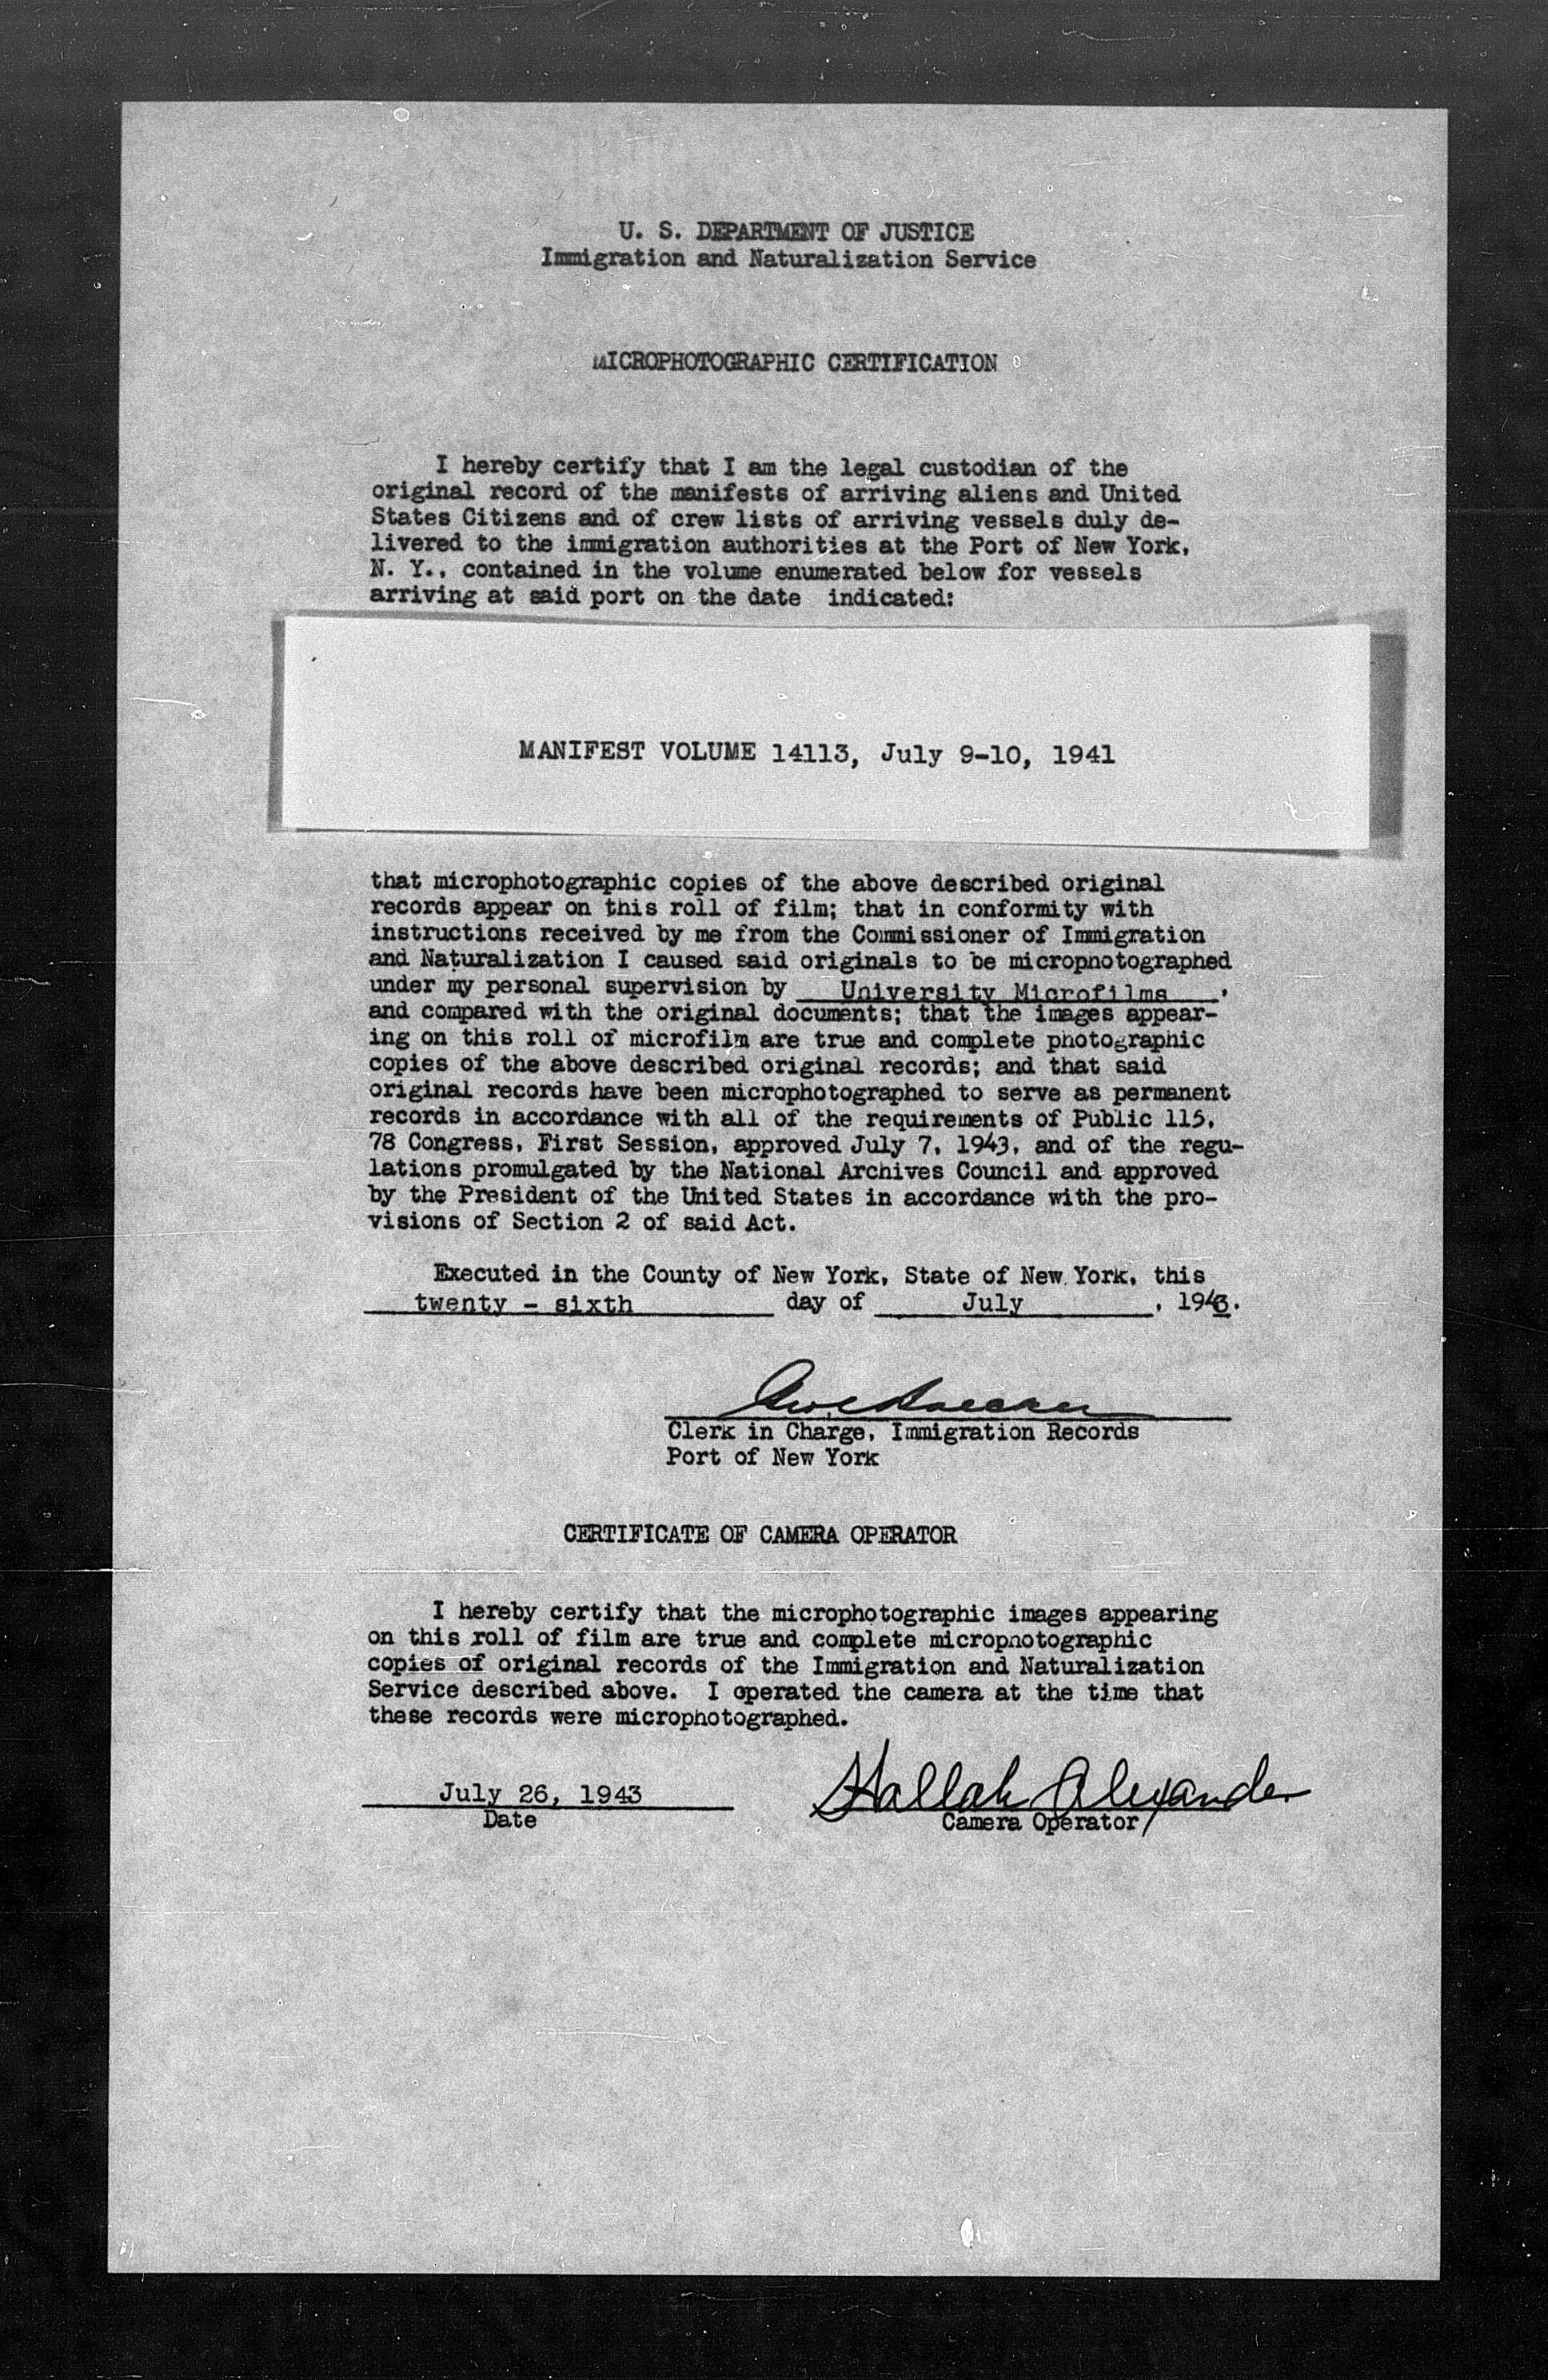 U. S. DEPARTMENT OF JUSTICE
Immigration and Naturalization Service
MICROPHOTOGRAPHIC CERTIFICATION
I hereby certify that I am the legal custodian of the
original record of the manifests of arriving aliens and United
States Citizens and of crew lists of arriving vessels duly de-
livered to the immigration authorities at the Port of New York,
N. Y., contained in the volume enumerated below for vessels
arriving at said port on the date indicated:
MANIFEST VOLUME 14113, July 9-10, 1941
that microphotographic copies of the above described original
records appear on this roll of film; that in conformity with
instructions received by me from the Commissioner of Immigration
and Naturalization I caused said originals to be microphotographed
under my personal supervision by University Microfilms,
and compared with the original documents; that the images appear-
ing on this roll of microfilm are true and complete photographic
copies of the above described original records; and that said
original records have been microphotographed to serve as permanent
records in accordance with all of the requirements of Public 115,
78 Congress, First Session, approved July 7, 1943, and of the regu-
lations promulgated by the National Archives Council and approved
by the President of the United States in accordance with the pro-
visions of Section 2 of said Act.
Executed in the County of New York, State of New York, this
twenty - sixth day of July, 1943.
Clerk in Charge, Immigration Records
Port of New York
CERTIFICATE OF CAMERA OPERATOR
I hereby certify that the microphotographic images appearing
on this roll of film are true and complete microphotographic
copies of original records of the Immigration and Naturalization
Service described above. I operated the camera at the time that
these records were microphotographed.
July 26, 1943 Hallah Alexander
Date Camera Operator